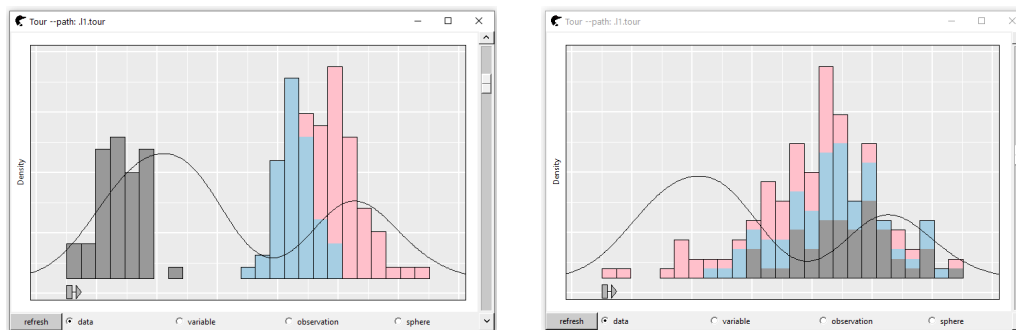 Tour --path: .l1.tour
Density
refresh data variable observation sphere
Tour --path: .l1.tour
Density
refresh data variable observation sphere